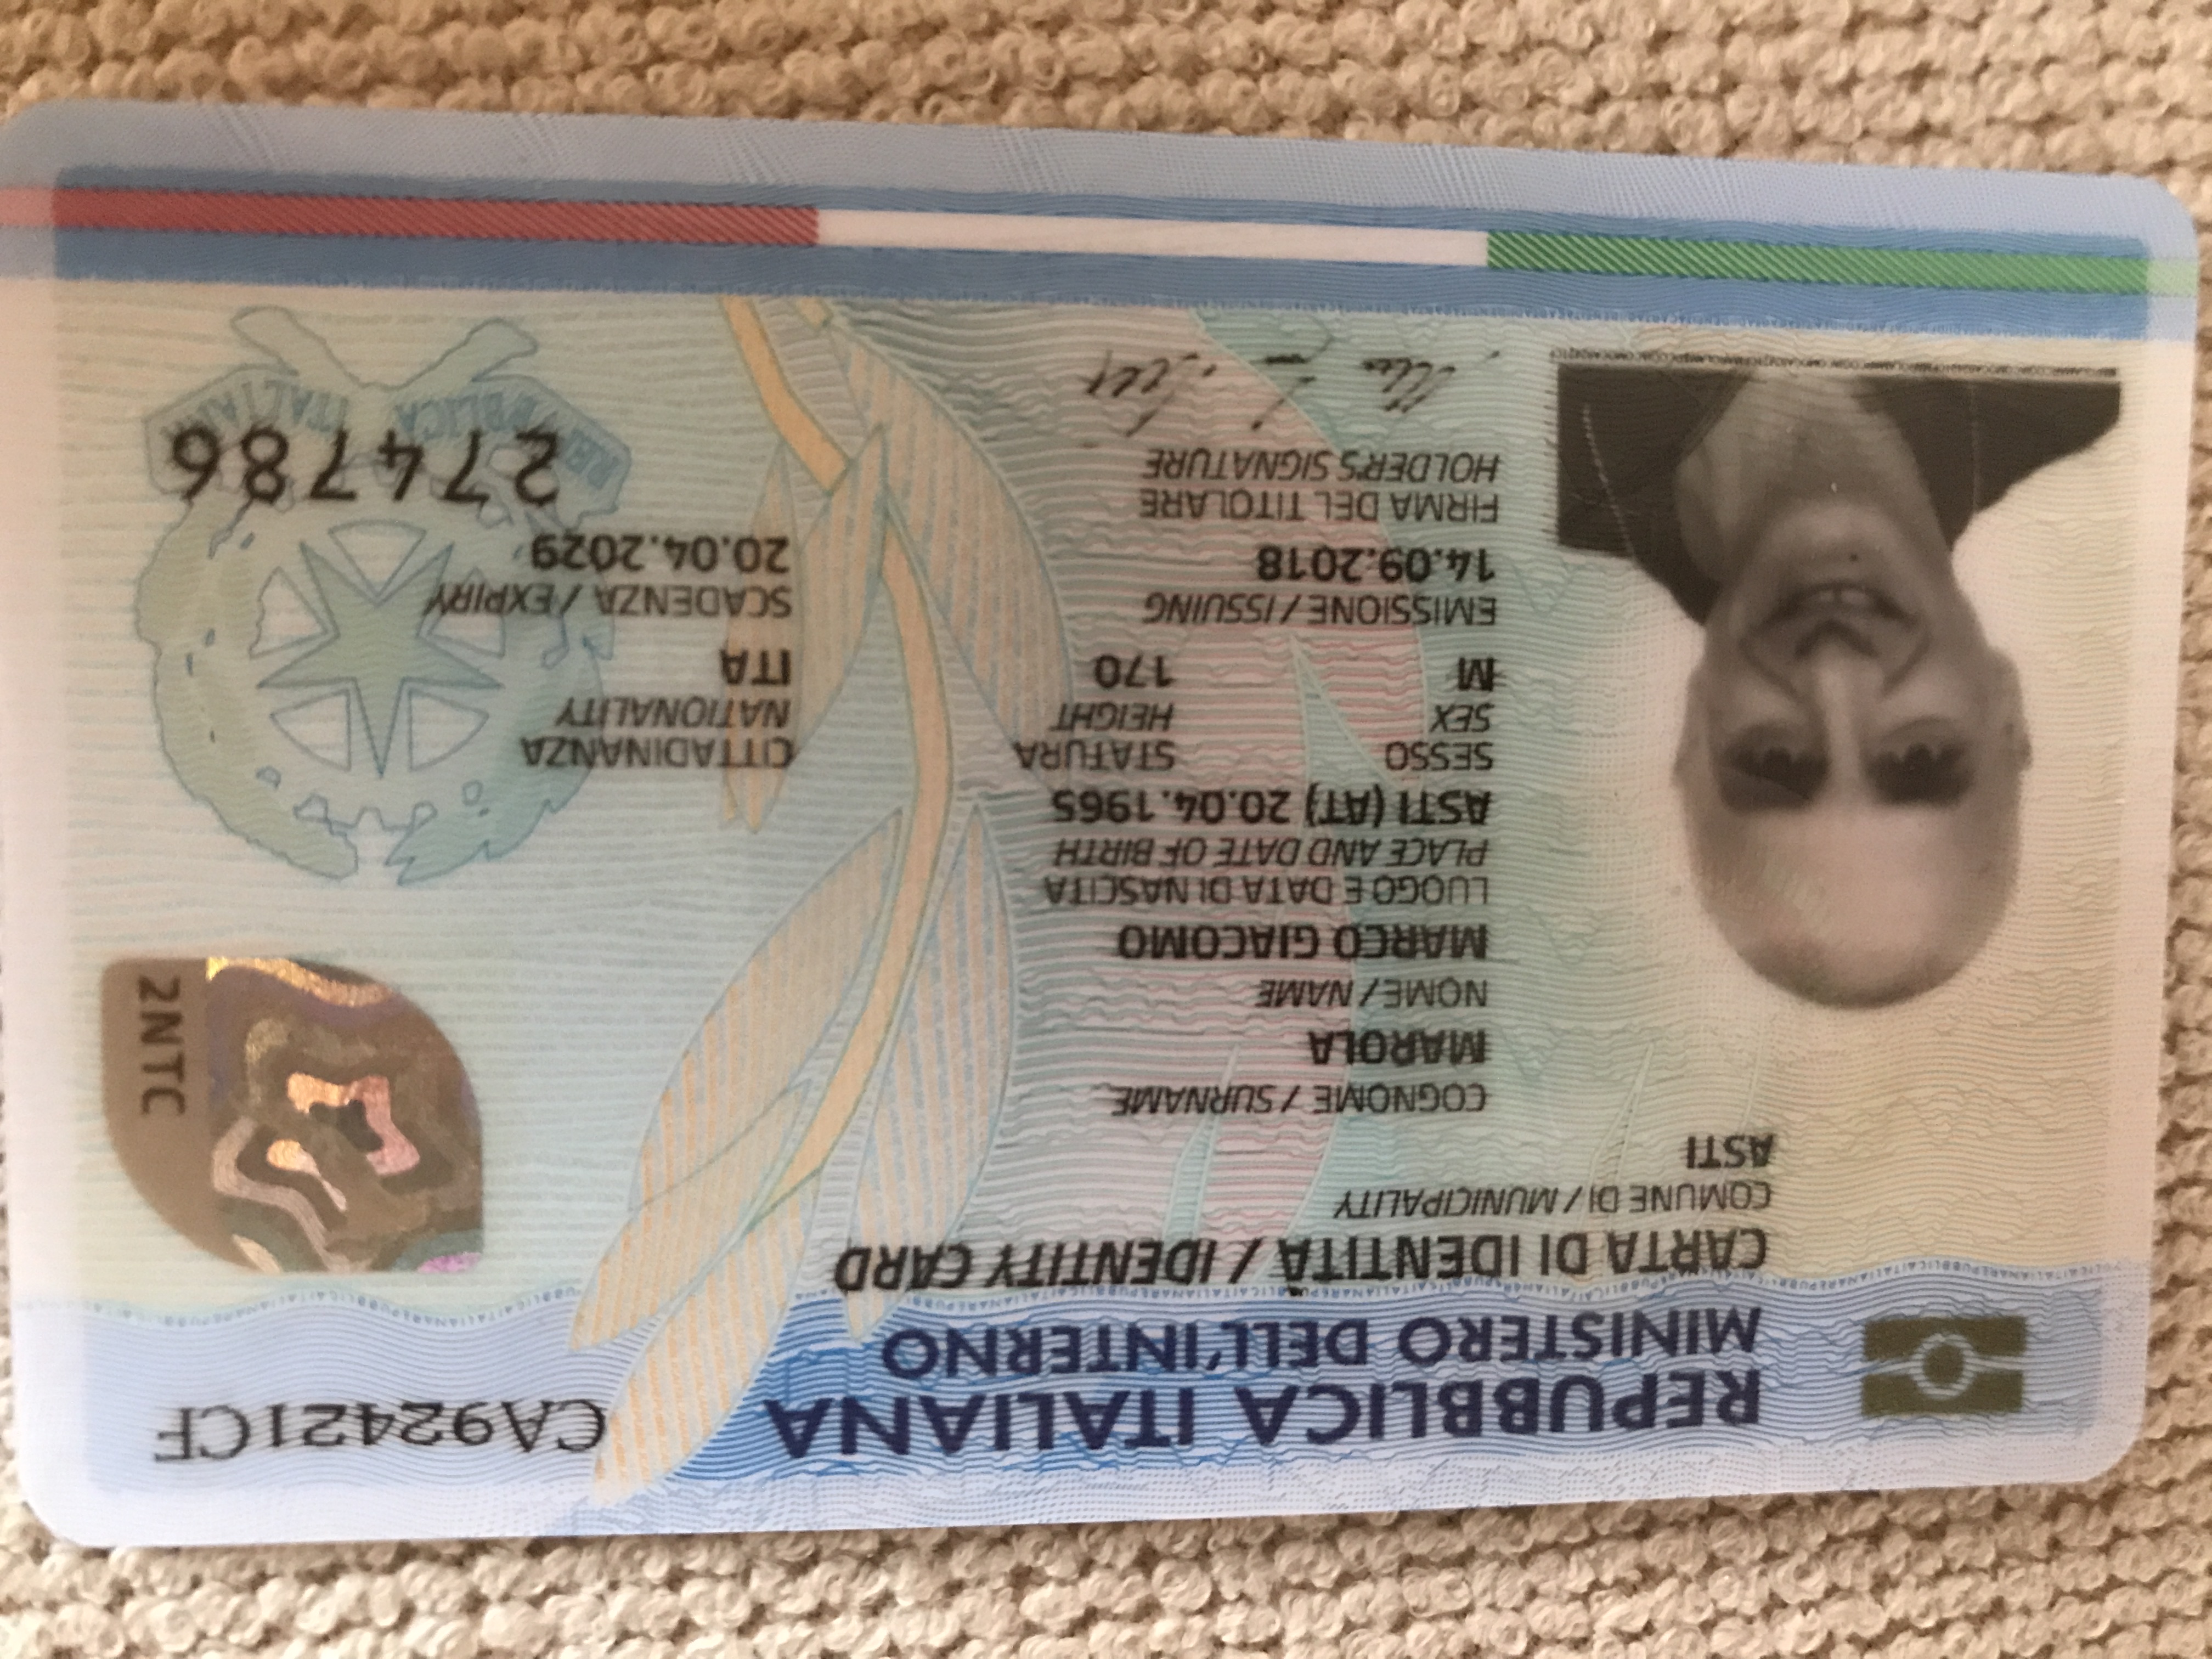 REPUBBLICA ITALIANA
CA92421CF
MINISTERO DELL'INTERNO
CARTA DI IDENTITÀ / IDENTITY CARD
COMUNE DI / MUNICIPALITY
ASTI
COGNOME / SURNAME
MAROLA
2NTC
NOME / NAME
MARCO GIACOMO
LUOGO E DATA DI NASCITA
PLACE AND DATE OF BIRTH
ASTI (AT) 20.04.1965
SESSO STATURA CITTADINANZA
SEX HEIGHT NATIONALITY
M 170 ITA
EMISSIONE / ISSUING SCADENZA / EXPIRY
14.09.2018 20.04.2029
FIRMA DEL TITOLARE
HOLDER'S SIGNATURE
274786
REPUBBLICA ITALIANA